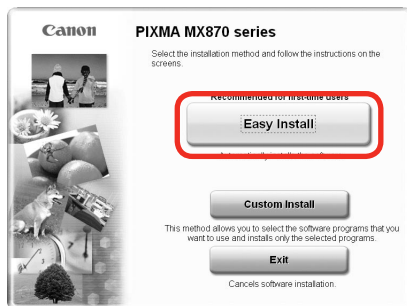 Canon
PIXMA MX870 series
Select the installation method and follow the instructions on the
screens.
Recommended for first-time users
Easy Install
Custom Install
This method allows you to select the software programs that you
want to use and installs only the selected programs.
Exit
Cancels software installation.